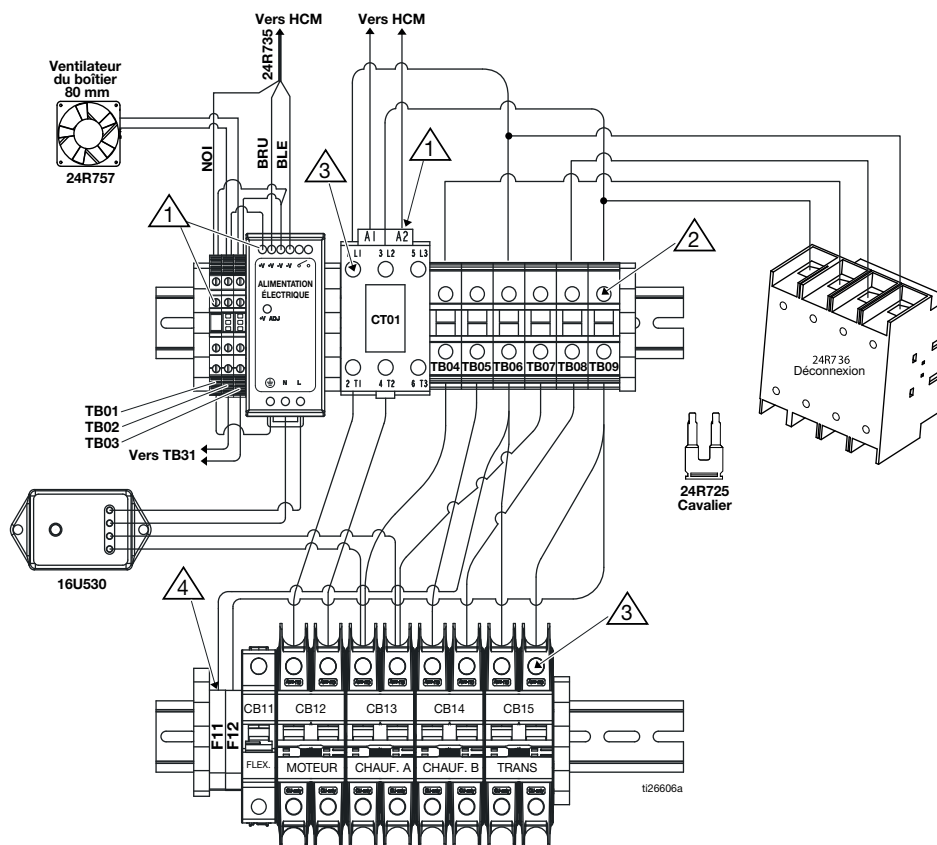 Vers HCM
Vers HCM
24R735
Ventilateur
du boîtier
80 mm
24R757
NOI
BRU
BLE
1
3
1
2
A1
A2
L1
3 L2
5 L3
+V +V -V -V
ALIMENTATION
ÉLECTRIQUE
+V ADJ
N L
CT01
2 T1
4 T2
6 T3
TB04
TB05
TB06
TB07
TB08
TB09
24R736
Déconnexion
TB01
TB02
TB03
Vers TB31
24R725
Cavalier
16U530
4
3
F11
F12
CB11
CB12
CB13
CB14
CB15
FLEX.
MOTEUR
CHAUF. A
CHAUF. B
TRANS
ti26606a